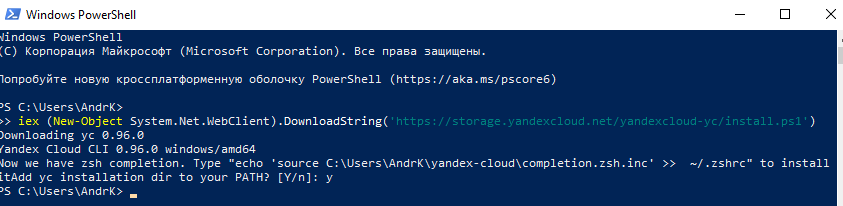 Windows PowerShell
Windows PowerShell
(C) Корпорация Майкрософт (Microsoft Corporation). Все права защищены.
Попробуйте новую кроссплатформенную оболочку PowerShell (https://aka.ms/pscore6)
PS C:\Users\AndrK>
>> iex (New-Object System.Net.WebClient).DownloadString('https://storage.yandexcloud.net/yandexcloud-yc/install.ps1')
Downloading yc 0.96.0
Yandex Cloud CLI 0.96.0 windows/amd64
Now we have zsh completion. Type "echo 'source C:\Users\AndrK\yandex-cloud\completion.zsh.inc' >>  ~/.zshrc" to install
itAdd yc installation dir to your PATH? [Y/n]: y
PS C:\Users\AndrK>